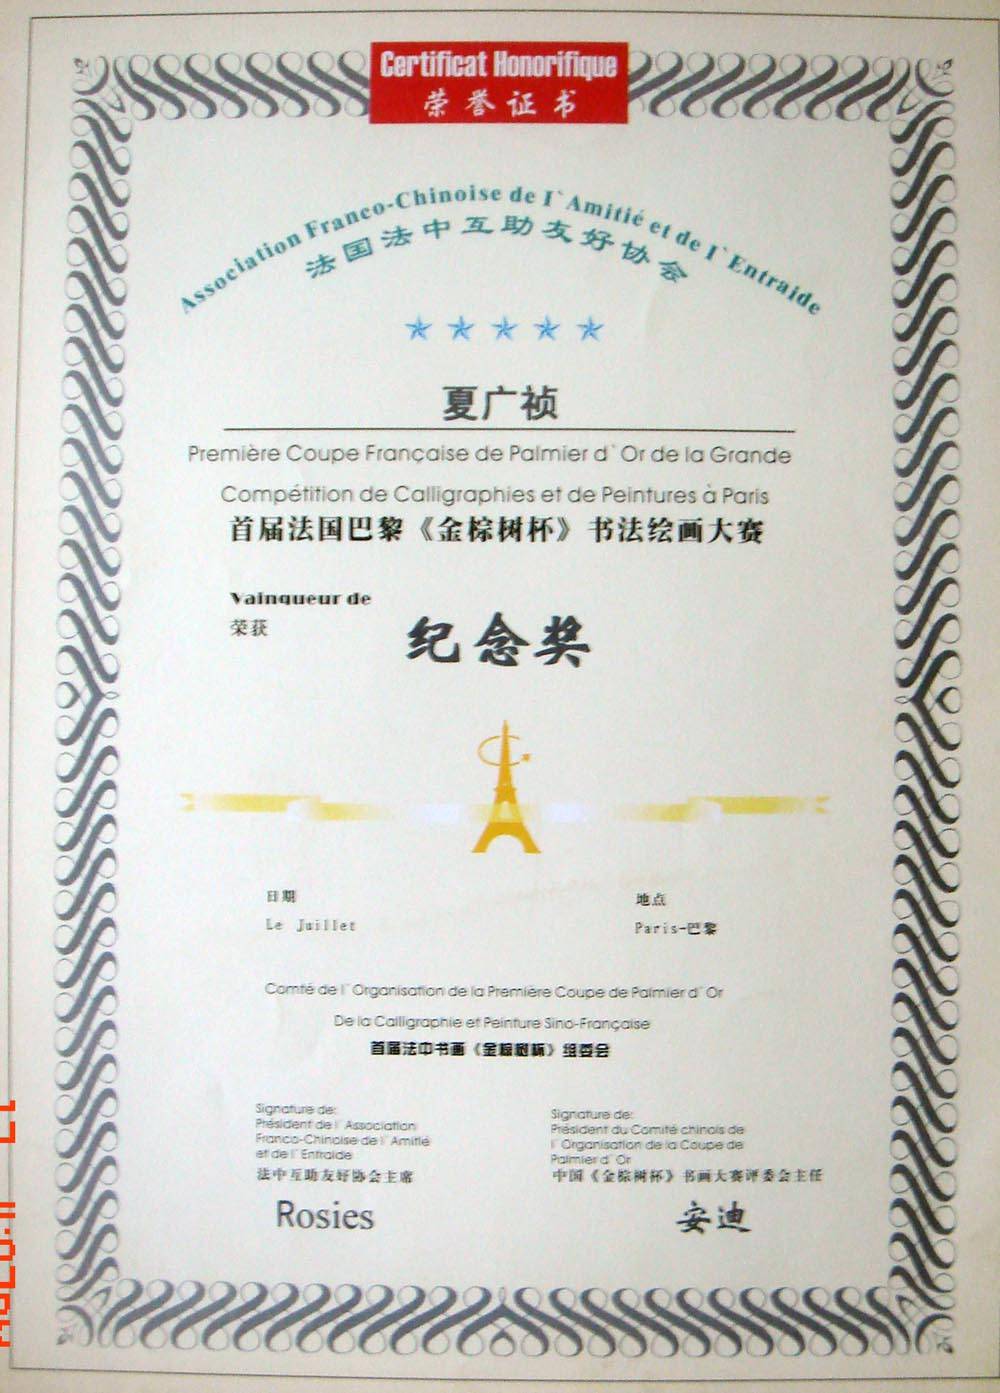 Certificat Honorifique
荣誉证书
Association Franco-Chinoise de I`Amitié et de I`Entraide
法国法中互助友好协会
夏广祯
Première Coupe Française de Palmier d`Or de la Grande
Compétition de Calligraphies et de Peintures à Paris
首届法国巴黎《金棕树杯》书法绘画大赛
Vainqueur de
荣获
纪念奖
日期
地点
Le Juillet
Paris-巴黎
Comté de l`Organisation de la Première Coupe de Palmier d`Or
De la Calligraphie et Peinture Sino-Française
首届法中书画《金棕树杯》组委会
Signature de:
Président de l`Association
Franco-Chinoise de l`Amitié
et de l`Entraide
法中互助友好协会主席
Rosies
Signature de:
Président du Comité chinois de
l`Organisation de la Coupe de
Palmier d`Or
中国《金棕树杯》书画大赛评委会主任
安迪